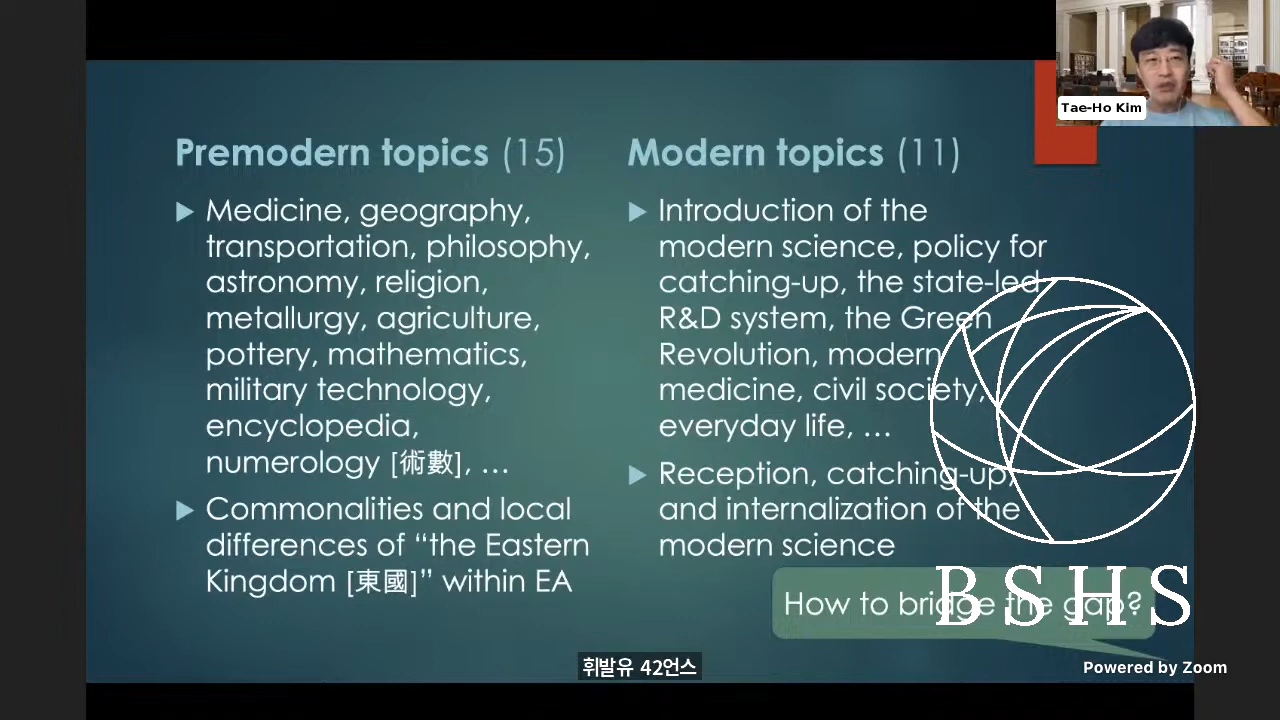 Tae-Ho Kim
Premodern topics (15)
Medicine, geography,
transportation, philosophy,
astronomy, religion,
metallurgy, agriculture,
pottery, mathematics,
military technology,
encyclopedia,
numerology [術數], …
Commonalities and local
differences of “the Eastern
Kingdom [東國]” within EA
Modern topics (11)
Introduction of the
modern science, policy for
catching-up, the state-led
R&D system, the Green
Revolution, modern
medicine, civil society,
everyday life, …
Reception, catching-up,
and internalization of the
modern science
How to bridge the gap?
BSHS
휘발유 42언스
Powered by Zoom